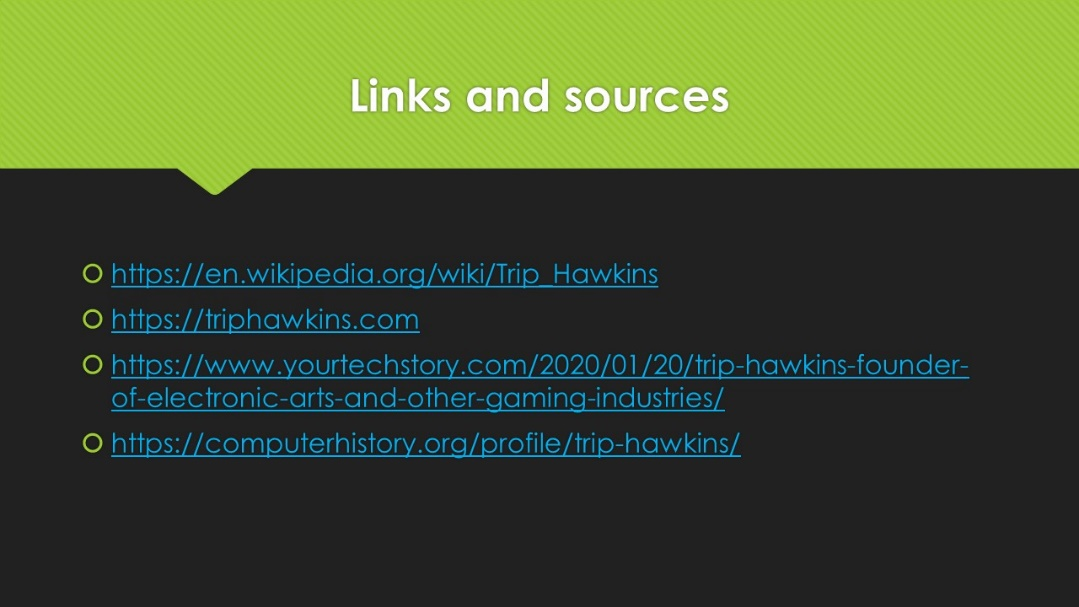 Links and sources
https://en.wikipedia.org/wiki/Trip_Hawkins
https://triphawkins.com
https://www.yourtechstory.com/2020/01/20/trip-hawkins-founder-
of-electronic-arts-and-other-gaming-industries/
https://computerhistory.org/profile/trip-hawkins/